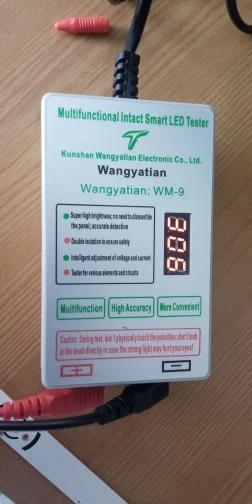 Multifunctional Intact Smart LED Tester
Kunshan Wangyatian Electronic Co., Ltd.
Wangyatian
Wangyatian: WM-9
Super high brightness; no need to dismantle
the panel; accurate detection
Double isolation to ensure safety
Intelligent adjustment of voltage and current
Tester for various elements and circuits
Multifunction
High Accuracy
More Convenient
Caution: During test, don't physically touch the polarities; don't look
at the bead directly in case the strong light may hurt your eyes!
+
−